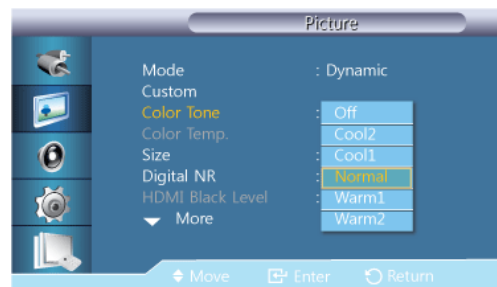 Picture
Mode : Dynamic
Custom
Color Tone : Off
Color Temp. Cool2
Size : Cool1
Digital NR : Normal
HDMI Black Level : Warm1
More Warm2
Move Enter Return